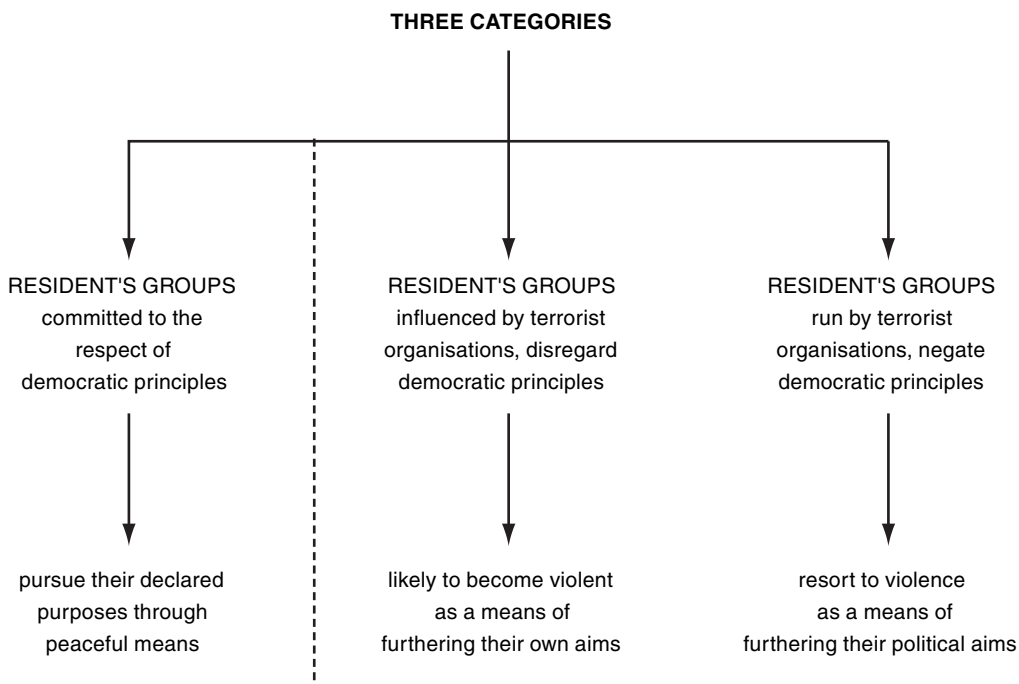 THREE CATEGORIES
RESIDENT'S GROUPS
committed to the
respect of
democratic principles
RESIDENT'S GROUPS
influenced by terrorist
organisations, disregard
democratic principles
RESIDENT'S GROUPS
run by terrorist
organisations, negate
democratic principles
pursue their declared
purposes through
peaceful means
likely to become violent
as a means of
furthering their own aims
resort to violence
as a means of
furthering their political aims